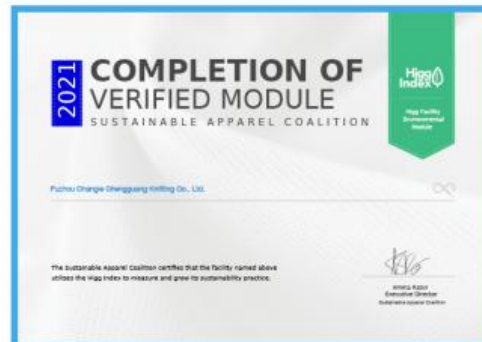 2021
COMPLETION OF
VERIFIED MODULE
SUSTAINABLE APPAREL COALITION
Higg
Index
Higg Facility
Environmental
Module
Fuzhou Changle Shengguang Knitting Co., Ltd.
The Sustainable Apparel Coalition certifies that the facility named above
utilizes the Higg Index to measure and grow its sustainability practice.
Amina Razvi
Executive Director
Sustainable Apparel Coalition